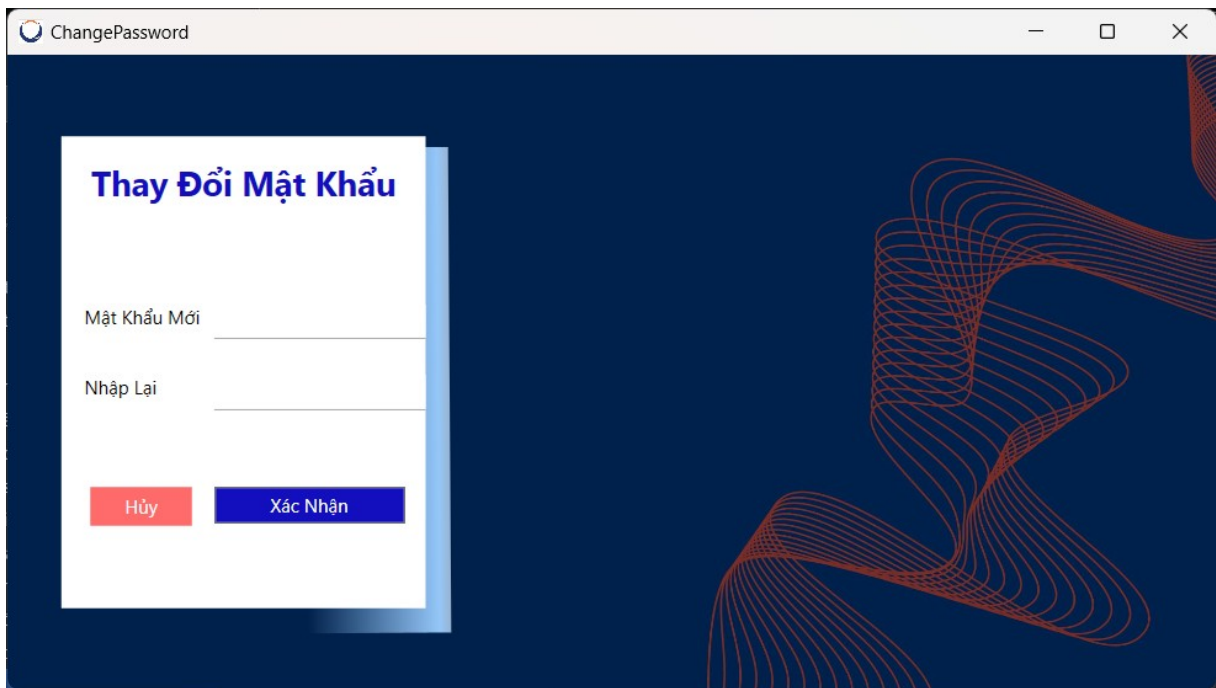 ChangePassword
Thay Đổi Mật Khẩu
Mật Khẩu Mới
Nhập Lại
Hủy
Xác Nhận